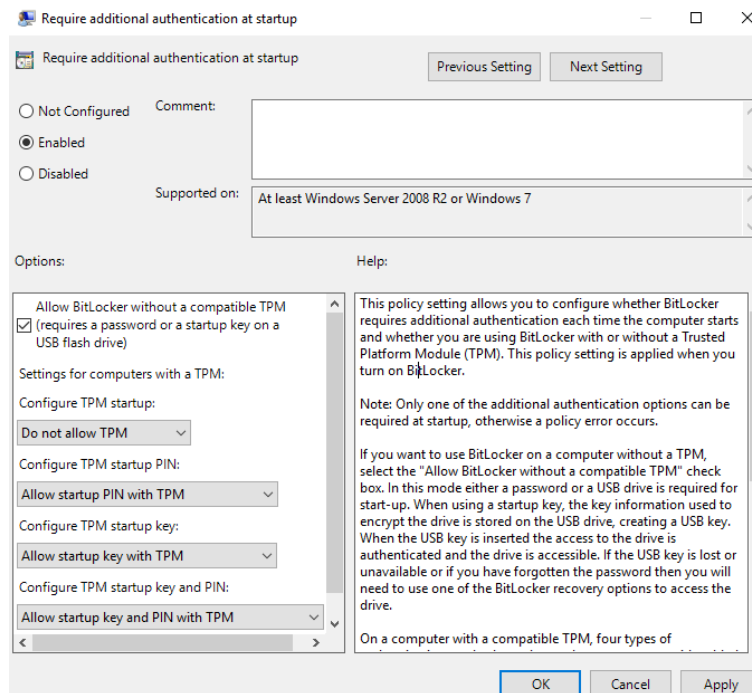 Require additional authentication at startup
Require additional authentication at startup
Previous Setting
Next Setting
Not Configured
Enabled
Disabled
Comment:
Supported on:
At least Windows Server 2008 R2 or Windows 7
Options:
Help:
Allow BitLocker without a compatible TPM
(requires a password or a startup key on a
USB flash drive)
Settings for computers with a TPM:
Configure TPM startup:
Do not allow TPM
Configure TPM startup PIN:
Allow startup PIN with TPM
Configure TPM startup key:
Allow startup key with TPM
Configure TPM startup key and PIN:
Allow startup key and PIN with TPM
This policy setting allows you to configure whether BitLocker
requires additional authentication each time the computer starts
and whether you are using BitLocker with or without a Trusted
Platform Module (TPM). This policy setting is applied when you
turn on BitLocker.
Note: Only one of the additional authentication options can be
required at startup, otherwise a policy error occurs.
If you want to use BitLocker on a computer without a TPM,
select the "Allow BitLocker without a compatible TPM" check
box. In this mode either a password or a USB drive is required for
start-up. When using a startup key, the key information used to
encrypt the drive is stored on the USB drive, creating a USB key.
When the USB key is inserted the access to the drive is
authenticated and the drive is accessible. If the USB key is lost or
unavailable or if you have forgotten the password then you will
need to use one of the BitLocker recovery options to access the
drive.
On a computer with a compatible TPM, four types of
OK
Cancel
Apply